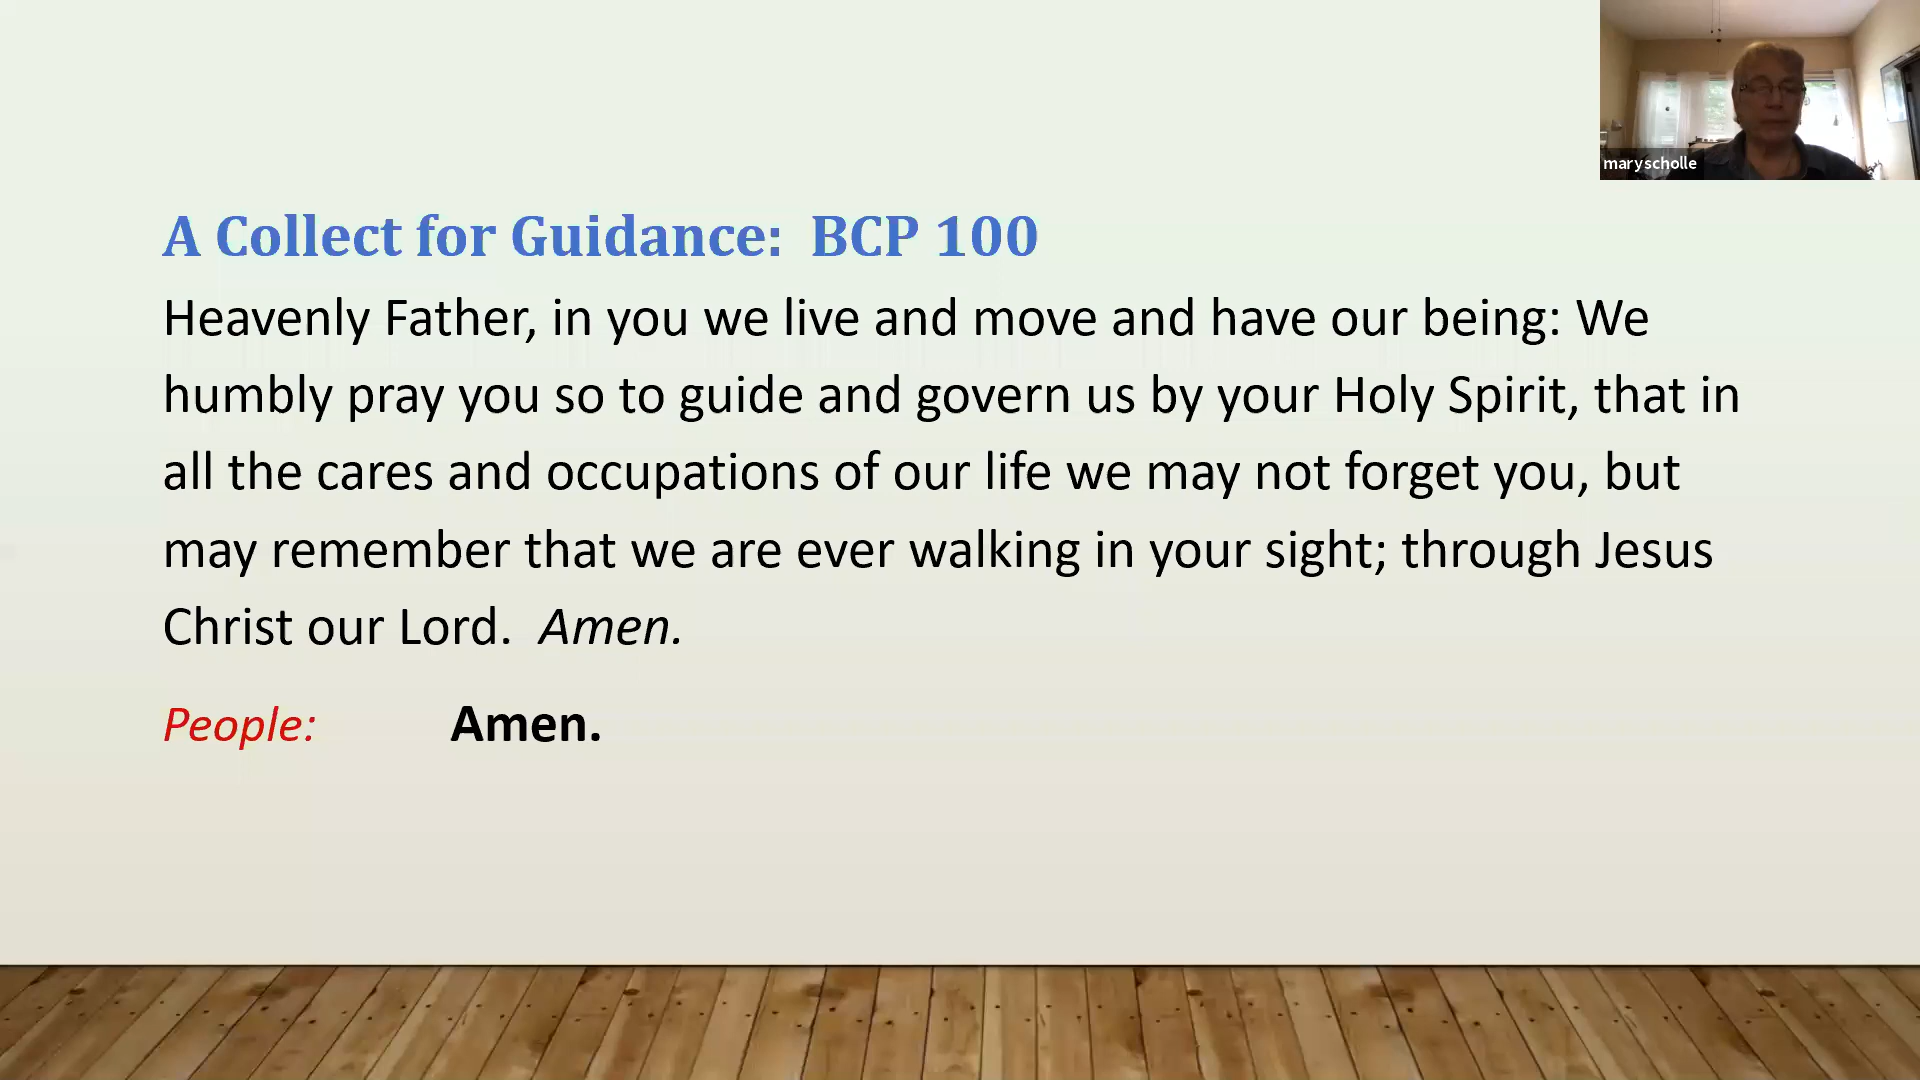 maryscholle
A Collect for Guidance: BCP 100
Heavenly Father, in you we live and move and have our being: We
humbly pray you so to guide and govern us by your Holy Spirit, that in
all the cares and occupations of our life we may not forget you, but
may remember that we are ever walking in your sight; through Jesus
Christ our Lord. Amen.
People: Amen.